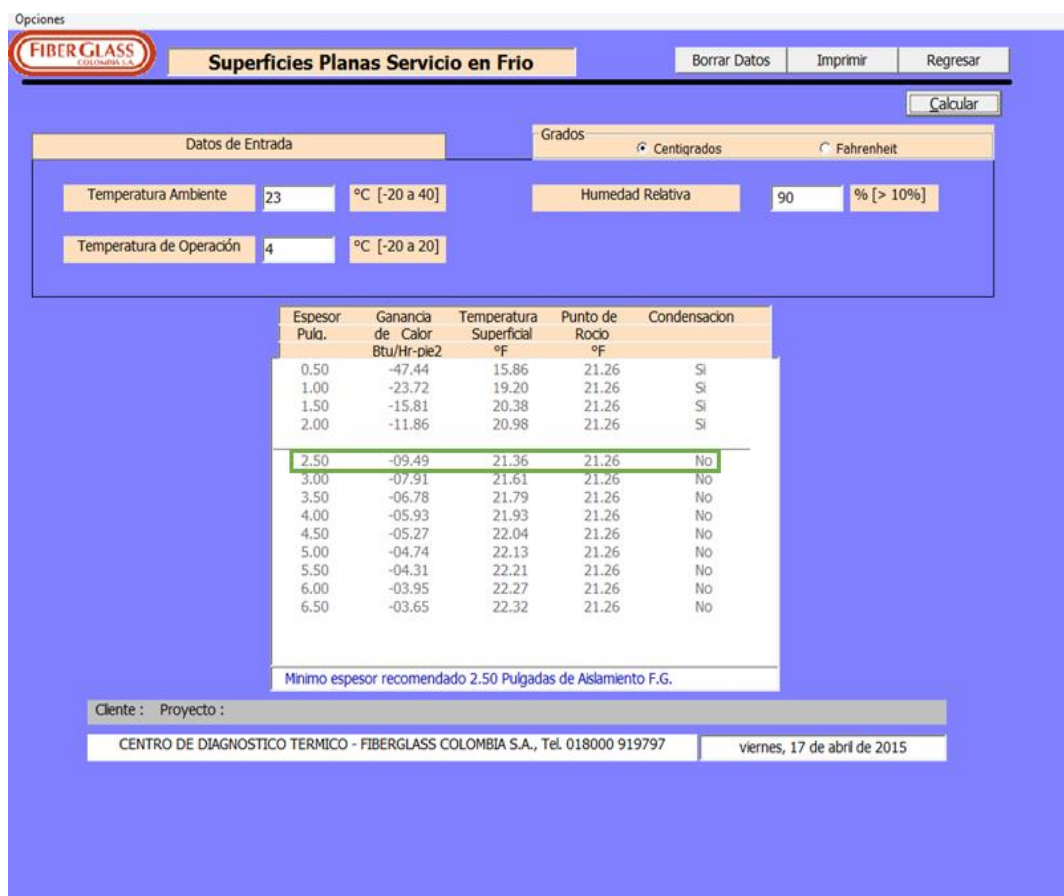 Opciones
FIBER GLASS
COLOMBIA S.A.
Superficies Planas Servicio en Frio
Borrar Datos Imprimir Regresar
Calcular
Datos de Entrada
Grados
Centigrados Fahrenheit
Temperatura Ambiente 23 °C [-20 a 40] Humedad Relativa 90 % [> 10%]
Temperatura de Operación 4 °C [-20 a 20]
Espesor Ganancia Temperatura Punto de Condensacion
Pulg. de Calor Superficial Rocio
Btu/Hr-pie2 °F °F
0.50 -47.44 15.86 21.26 Si
1.00 -23.72 19.20 21.26 Si
1.50 -15.81 20.38 21.26 Si
2.00 -11.86 20.98 21.26 Si
2.50 -09.49 21.36 21.26 No
3.00 -07.91 21.61 21.26 No
3.50 -06.78 21.79 21.26 No
4.00 -05.93 21.93 21.26 No
4.50 -05.27 22.04 21.26 No
5.00 -04.74 22.13 21.26 No
5.50 -04.31 22.21 21.26 No
6.00 -03.95 22.27 21.26 No
6.50 -03.65 22.32 21.26 No
Minimo espesor recomendado 2.50 Pulgadas de Aislamiento F.G.
Cliente : Proyecto :
CENTRO DE DIAGNOSTICO TERMICO - FIBERGLASS COLOMBIA S.A., Tel. 018000 919797 viernes, 17 de abril de 2015